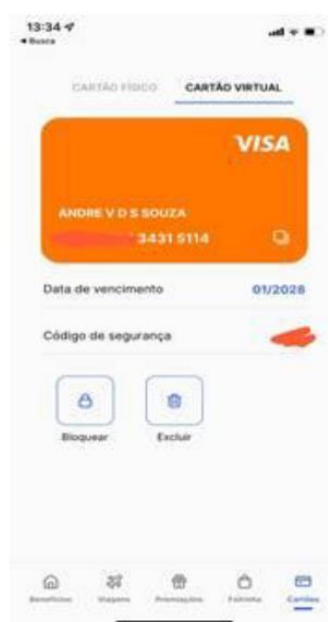 13:34
Busca
CARTÃO FÍSICO CARTÃO VIRTUAL
VISA
ANDRE V D S SOUZA
3431 5114
Data de vencimento 01/2028
Código de segurança
Bloquear Excluir
Benefícios Viagens Promoções Cartões